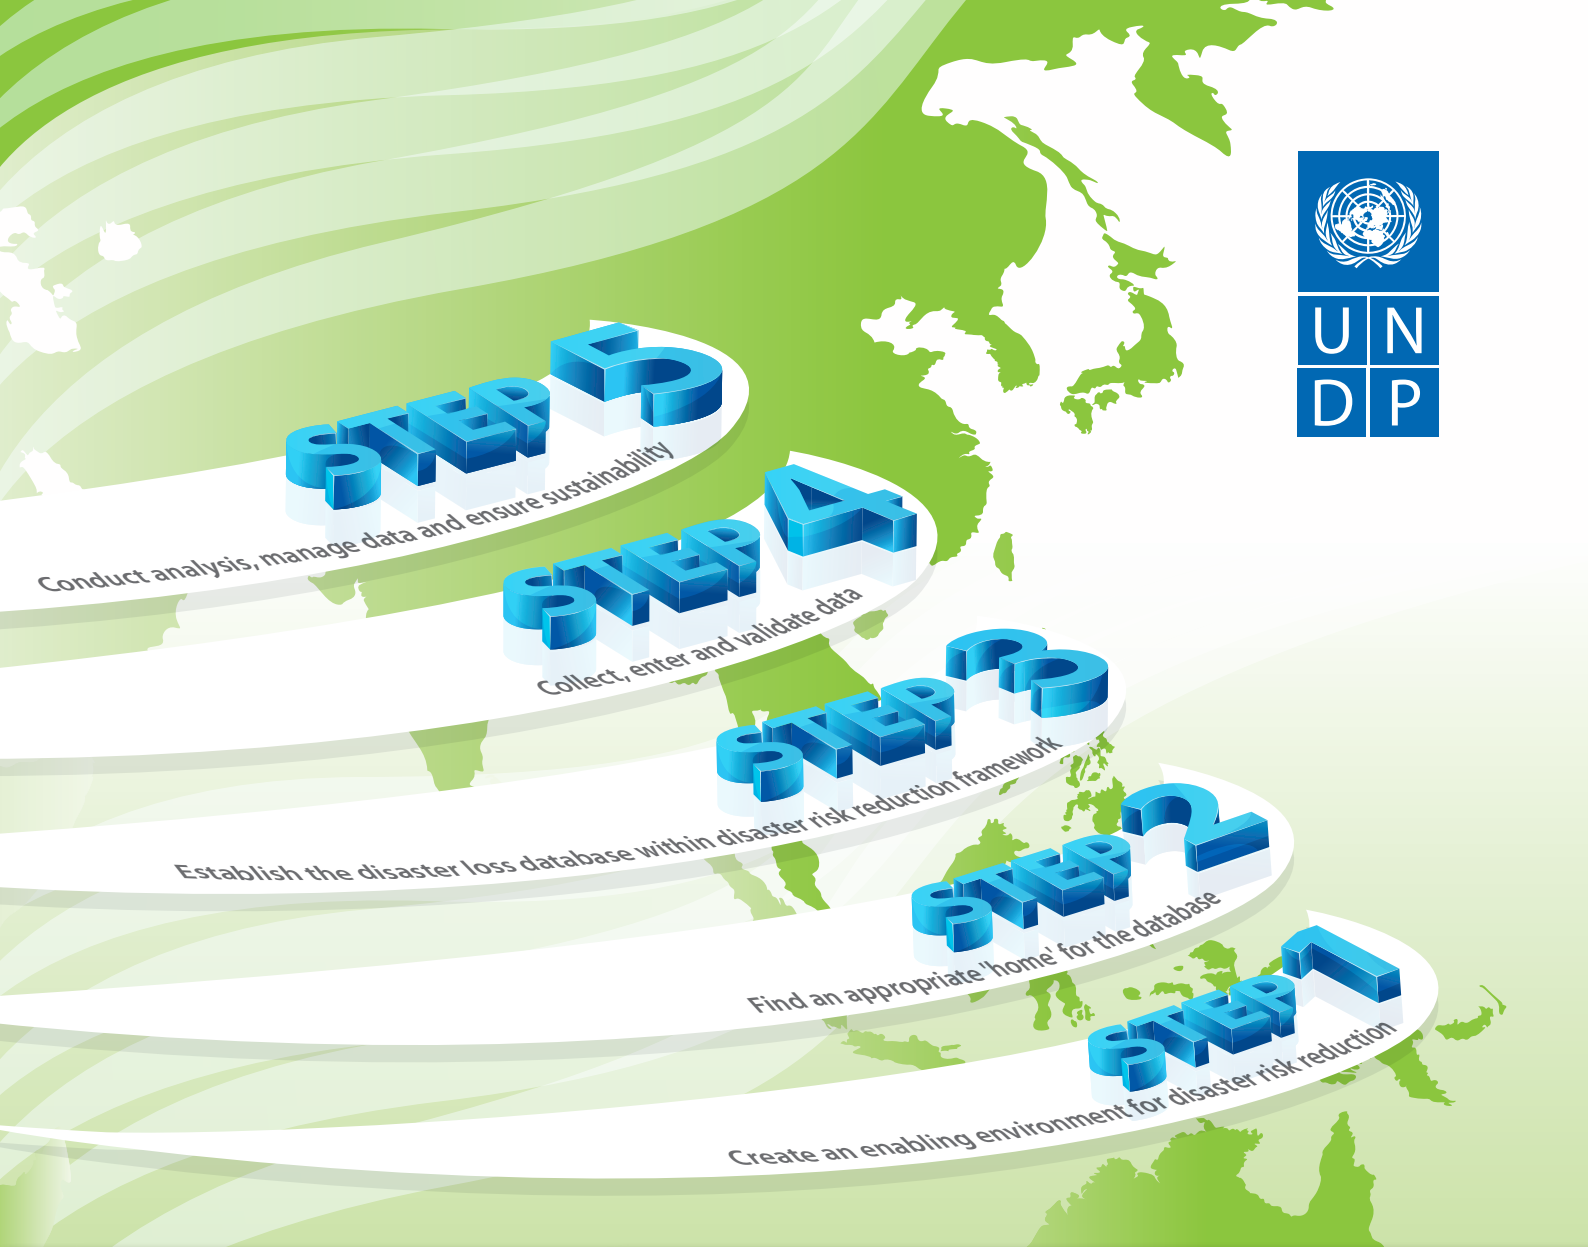 UN
DP
STEP 5
Conduct analysis, manage data and ensure sustainability
STEP 4
Collect, enter and validate data
STEP 3
Establish the disaster loss database within disaster risk reduction framework
STEP 2
Find an appropriate 'home' for the database
STEP 1
Create an enabling environment for disaster risk reduction